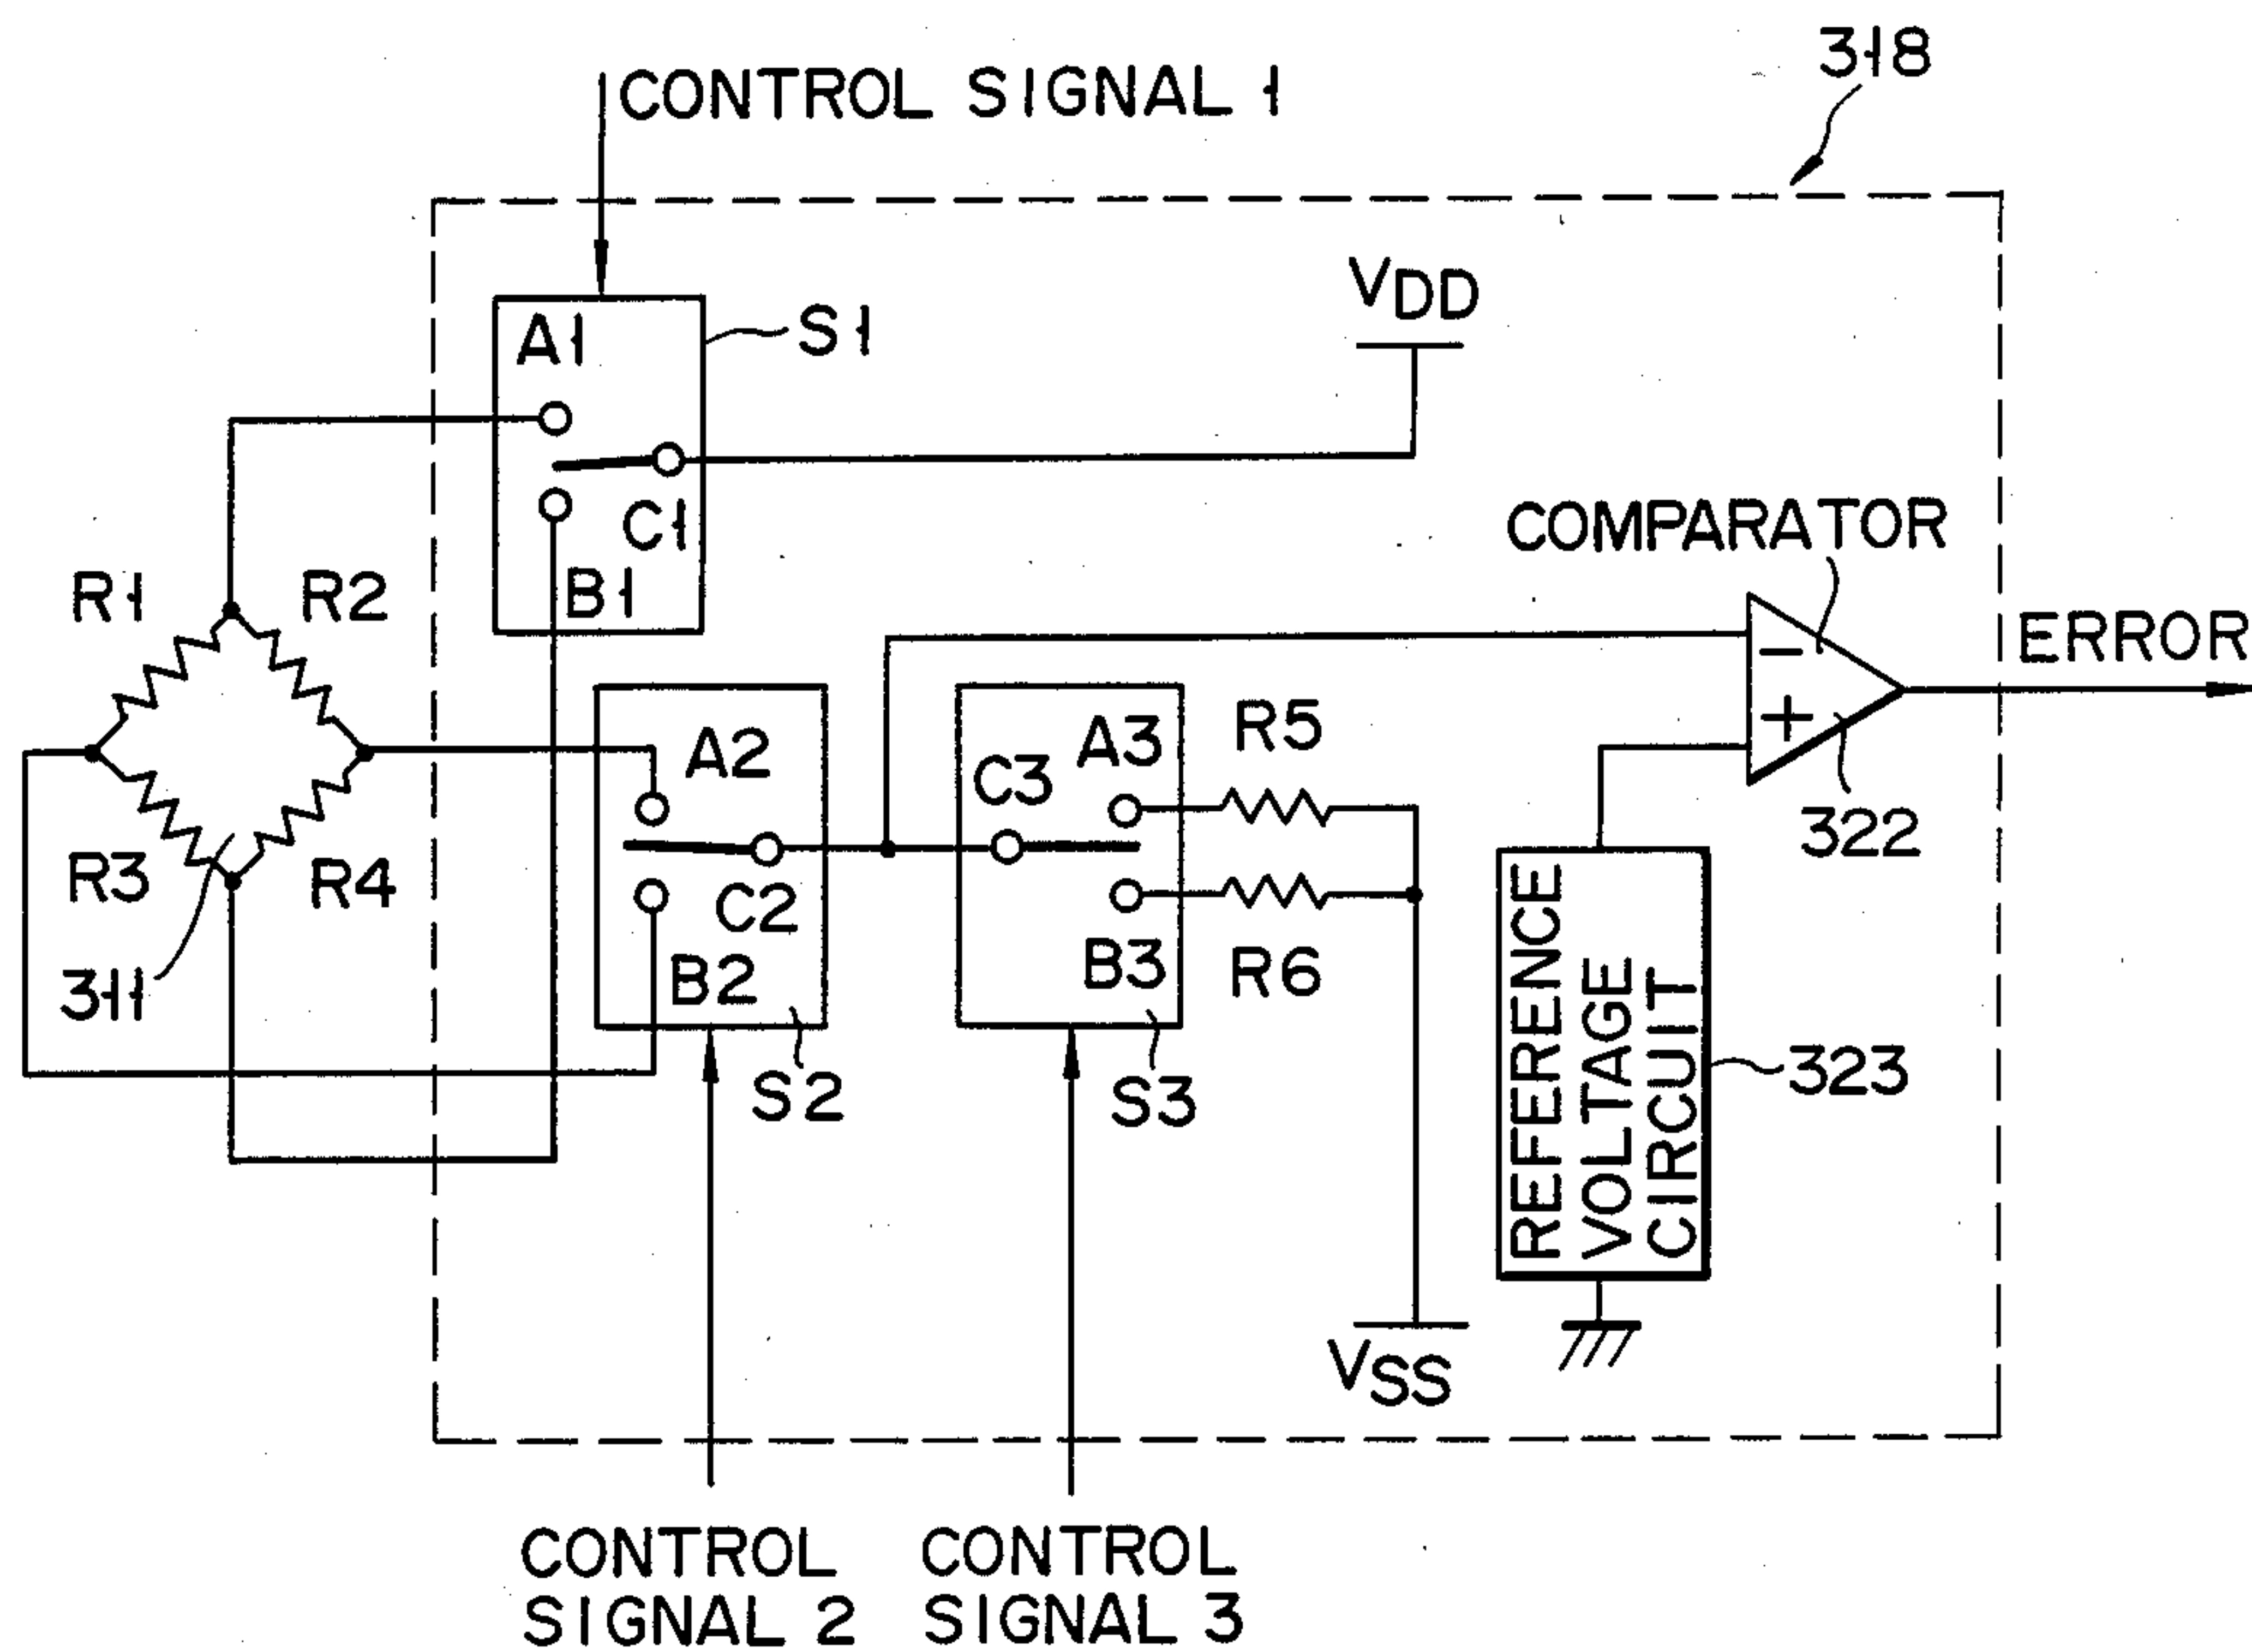 318
CONTROL SIGNAL 1
VDD
A1
S1
C1
B1
COMPARATOR
R1
R2
ERROR
−
+
A2
A3
R5
C3
322
R3
R4
C2
B2
B3
R6
311
REFERENCE
VOLTAGE
CIRCUIT
323
S2
S3
VSS
CONTROL
SIGNAL 2
CONTROL
SIGNAL 3